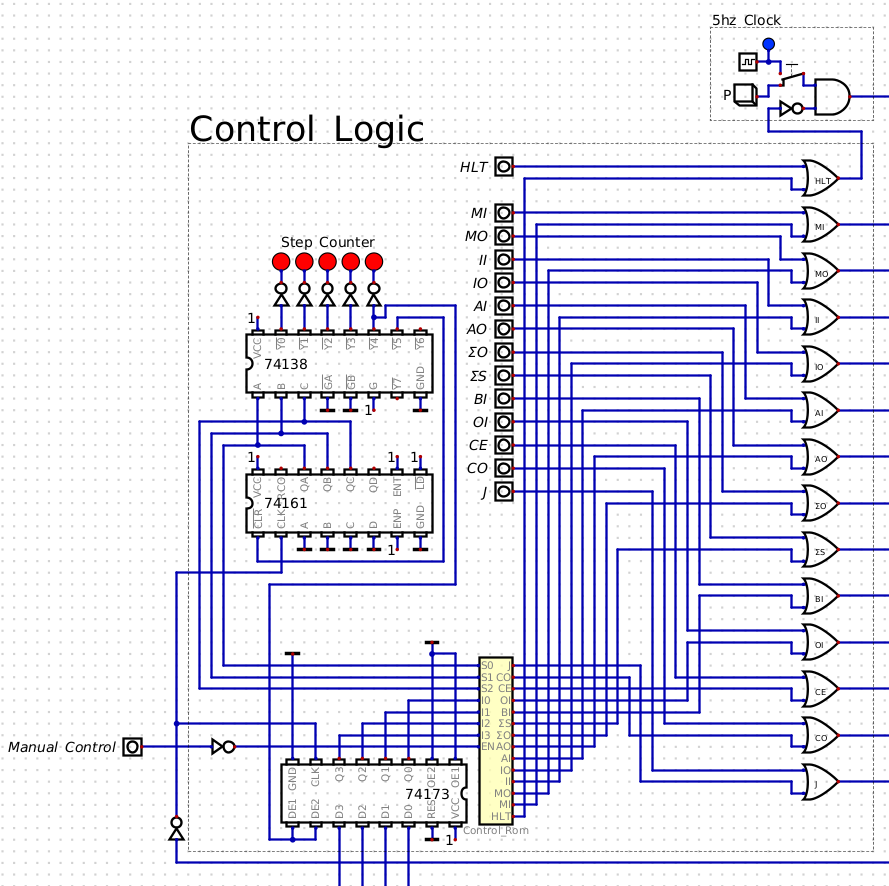 5hz Clock
P
Control Logic
HLT
HLT
MI
MI
MO
MO
II
II
IO
IO
AI
AI
AO
AO
ΣO
ΣO
ΣS
ΣS
BI
BI
OI
OI
CE
CE
CO
CO
J
J
Step Counter
1
VCC Y0 Y1 Y2 Y3 Y4 Y5 Y6
74138
A B C GA GB G Y7 GND
1
1 1 1
VCC RCO QA QB QC QD ENT LD
74161
CLR CLK A B C D ENP GND
1
S0 J
S1 CO
S2 CE
I0 OI
I1 BI
I2 ΣS
I3 ΣO
EN AO
AI
IO
II
MO
MI
HLT
Control_Rom
Manual Control
GND CLK Q3 Q2 Q1 Q0 OE2 OE1
74173
DE1 DE2 D3 D2 D1 D0 RES VCC
1